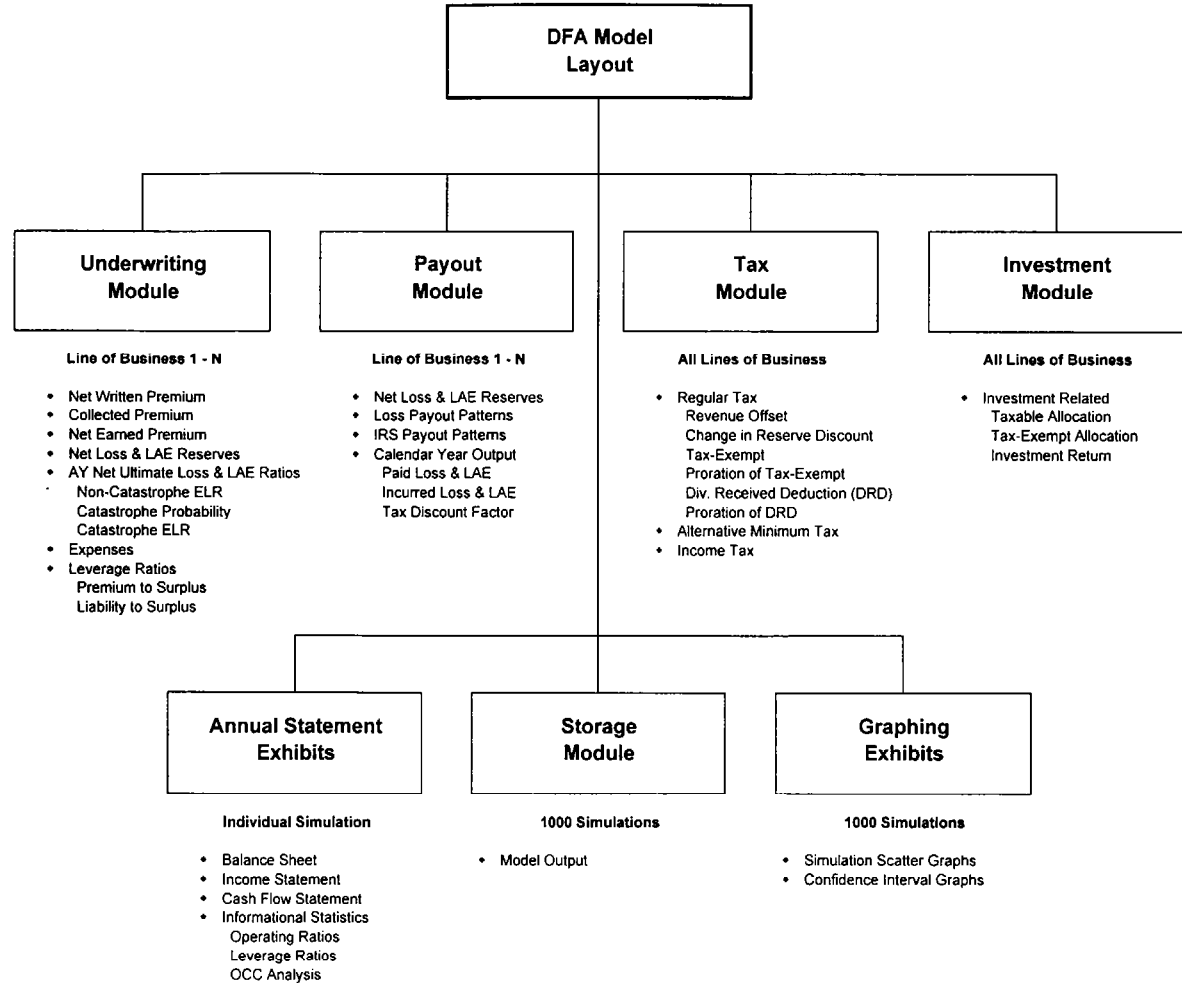 DFA Model
Layout
Underwriting
Module
Payout
Module
Tax
Module
Investment
Module
Line of Business 1 - N
• Net Written Premium
• Collected Premium
• Net Earned Premium
• Net Loss & LAE Reserves
• AY Net Ultimate Loss & LAE Ratios
Non-Catastrophe ELR
Catastrophe Probability
Catastrophe ELR
• Expenses
• Leverage Ratios
Premium to Surplus
Liability to Surplus
Line of Business 1 - N
• Net Loss & LAE Reserves
• Loss Payout Patterns
• IRS Payout Patterns
• Calendar Year Output
Paid Loss & LAE
Incurred Loss & LAE
Tax Discount Factor
All Lines of Business
• Regular Tax
Revenue Offset
Change in Reserve Discount
Tax-Exempt
Proration of Tax-Exempt
Div. Received Deduction (DRD)
Proration of DRD
• Alternative Minimum Tax
• Income Tax
All Lines of Business
• Investment Related
Taxable Allocation
Tax-Exempt Allocation
Investment Return
Annual Statement
Exhibits
Storage
Module
Graphing
Exhibits
Individual Simulation
• Balance Sheet
• Income Statement
• Cash Flow Statement
• Informational Statistics
Operating Ratios
Leverage Ratios
OCC Analysis
1000 Simulations
• Model Output
1000 Simulations
• Simulation Scatter Graphs
• Confidence Interval Graphs